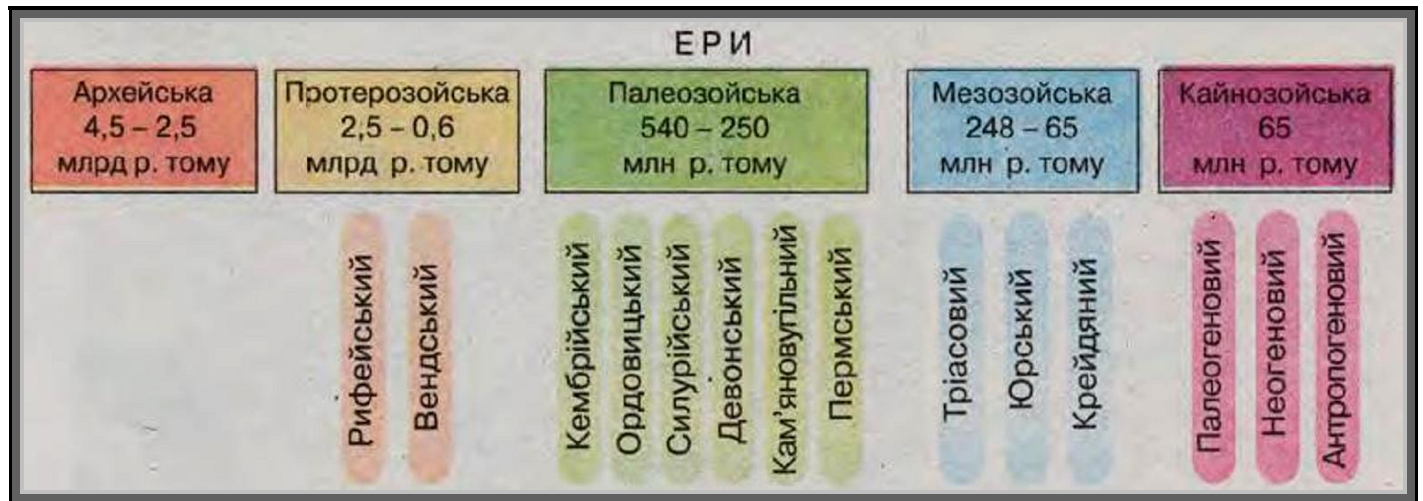 ЕРИ
Архейська
4,5 – 2,5
млрд р. тому
Протерозойська
2,5 – 0,6
млрд р. тому
Палеозойська
540 – 250
млн р. тому
Мезозойська
248 – 65
млн р. тому
Кайнозойська
65
млн р. тому
Рифейський
Вендський
Кембрійський
Ордовицький
Силурійський
Девонський
Кам'яновугільний
Пермський
Тріасовий
Юрський
Крейдяний
Палеогеновий
Неогеновий
Антропогеновий